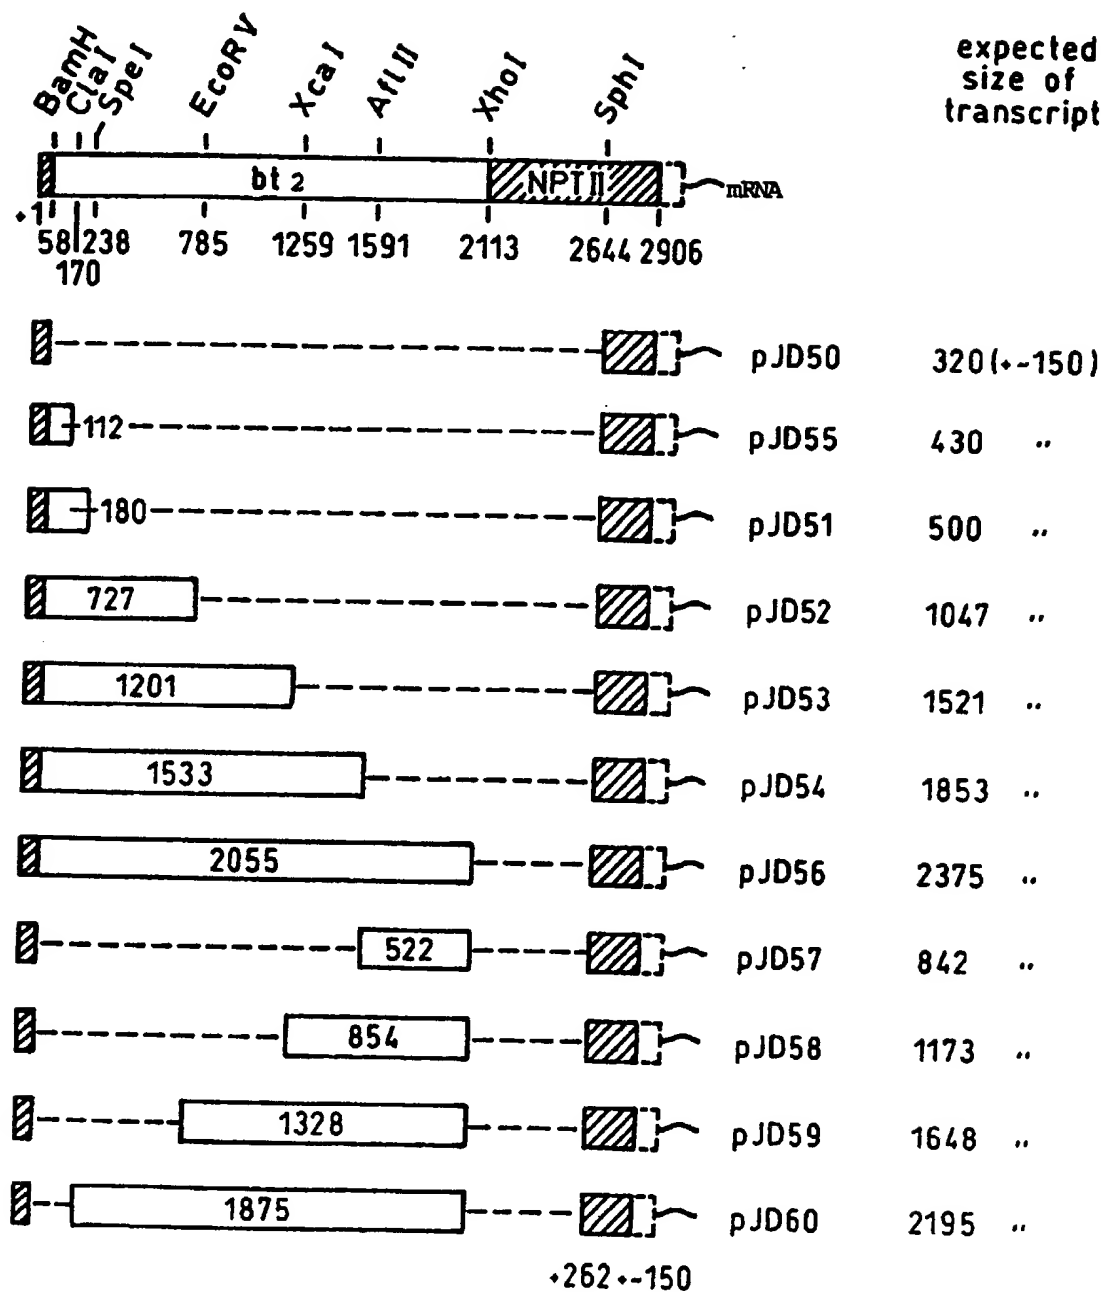 BamH ClaI SpeI EcoRV XcaI AflII XhoI SphI
expected
size of
transcript
bt2 NPTII mRNA
+1 58 238 785 1259 1591 2113 2644 2906
170
pJD50 320(+~150)
112 pJD55 430 "
180 pJD51 500 "
727 pJD52 1047 "
1201 pJD53 1521 "
1533 pJD54 1853 "
2055 pJD56 2375 "
522 pJD57 842 "
854 pJD58 1173 "
1328 pJD59 1648 "
1875 pJD60 2195 "
+262+~150